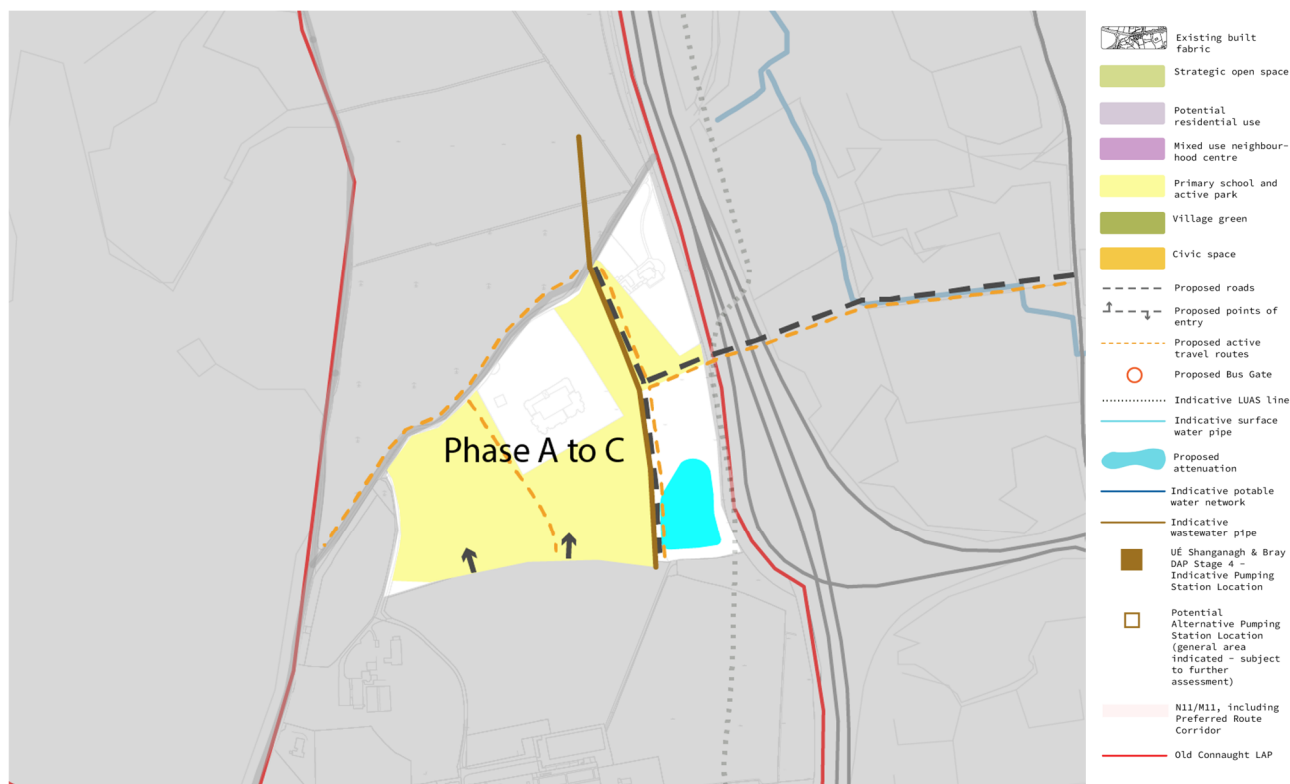 Phase A to C
Existing built
fabric
Strategic open space
Potential
residential use
Mixed use neighbour-
hood centre
Primary school and
active park
Village green
Civic space
Proposed roads
Proposed points of
entry
Proposed active
travel routes
Proposed Bus Gate
Indicative LUAS line
Indicative surface
water pipe
Proposed
attenuation
Indicative potable
water network
Indicative
wastewater pipe
UÉ Shanganagh & Bray
DAP Stage 4 –
Indicative Pumping
Station Location
Potential
Alternative Pumping
Station Location
(general area
indicated – subject
to further
assessment)
N11/M11, including
Preferred Route
Corridor
Old Connaught LAP